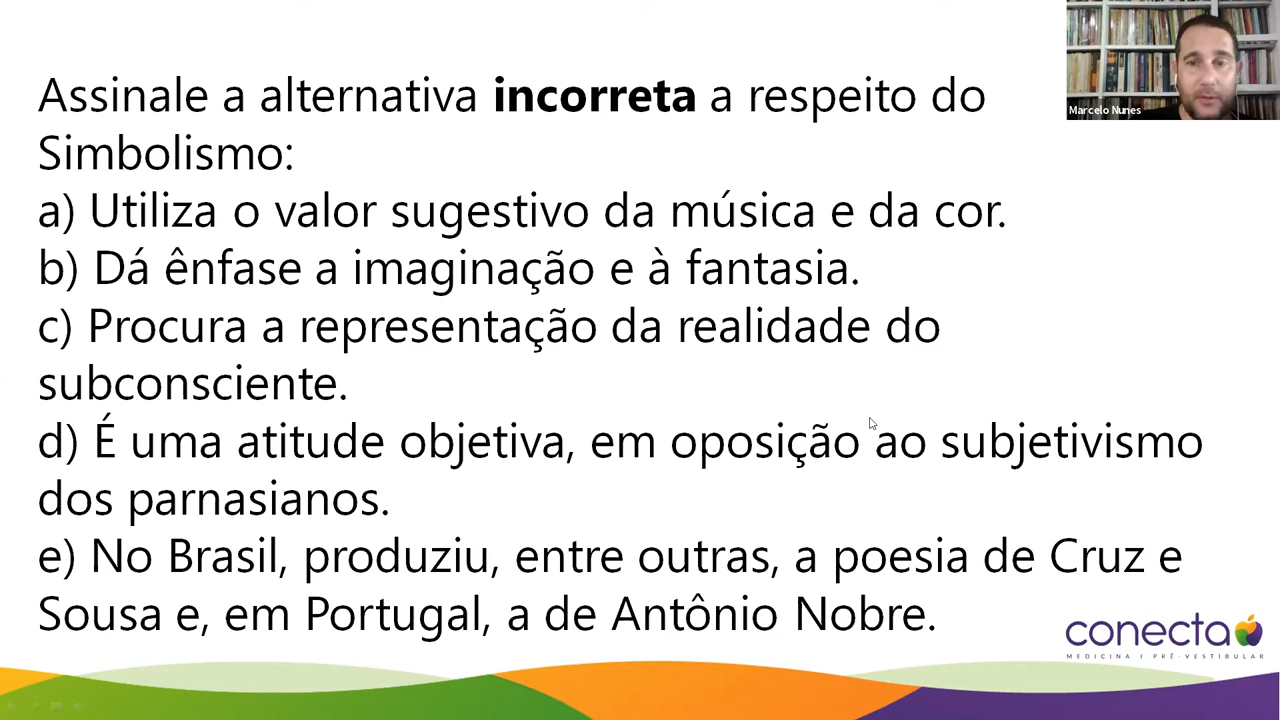 Marcelo Nunes
Assinale a alternativa incorreta a respeito do
Simbolismo:
a) Utiliza o valor sugestivo da música e da cor.
b) Dá ênfase a imaginação e à fantasia.
c) Procura a representação da realidade do
subconsciente.
d) É uma atitude objetiva, em oposição ao subjetivismo
dos parnasianos.
e) No Brasil, produziu, entre outras, a poesia de Cruz e
Sousa e, em Portugal, a de Antônio Nobre.
conecta
MEDICINA | PRÉ-VESTIBULAR